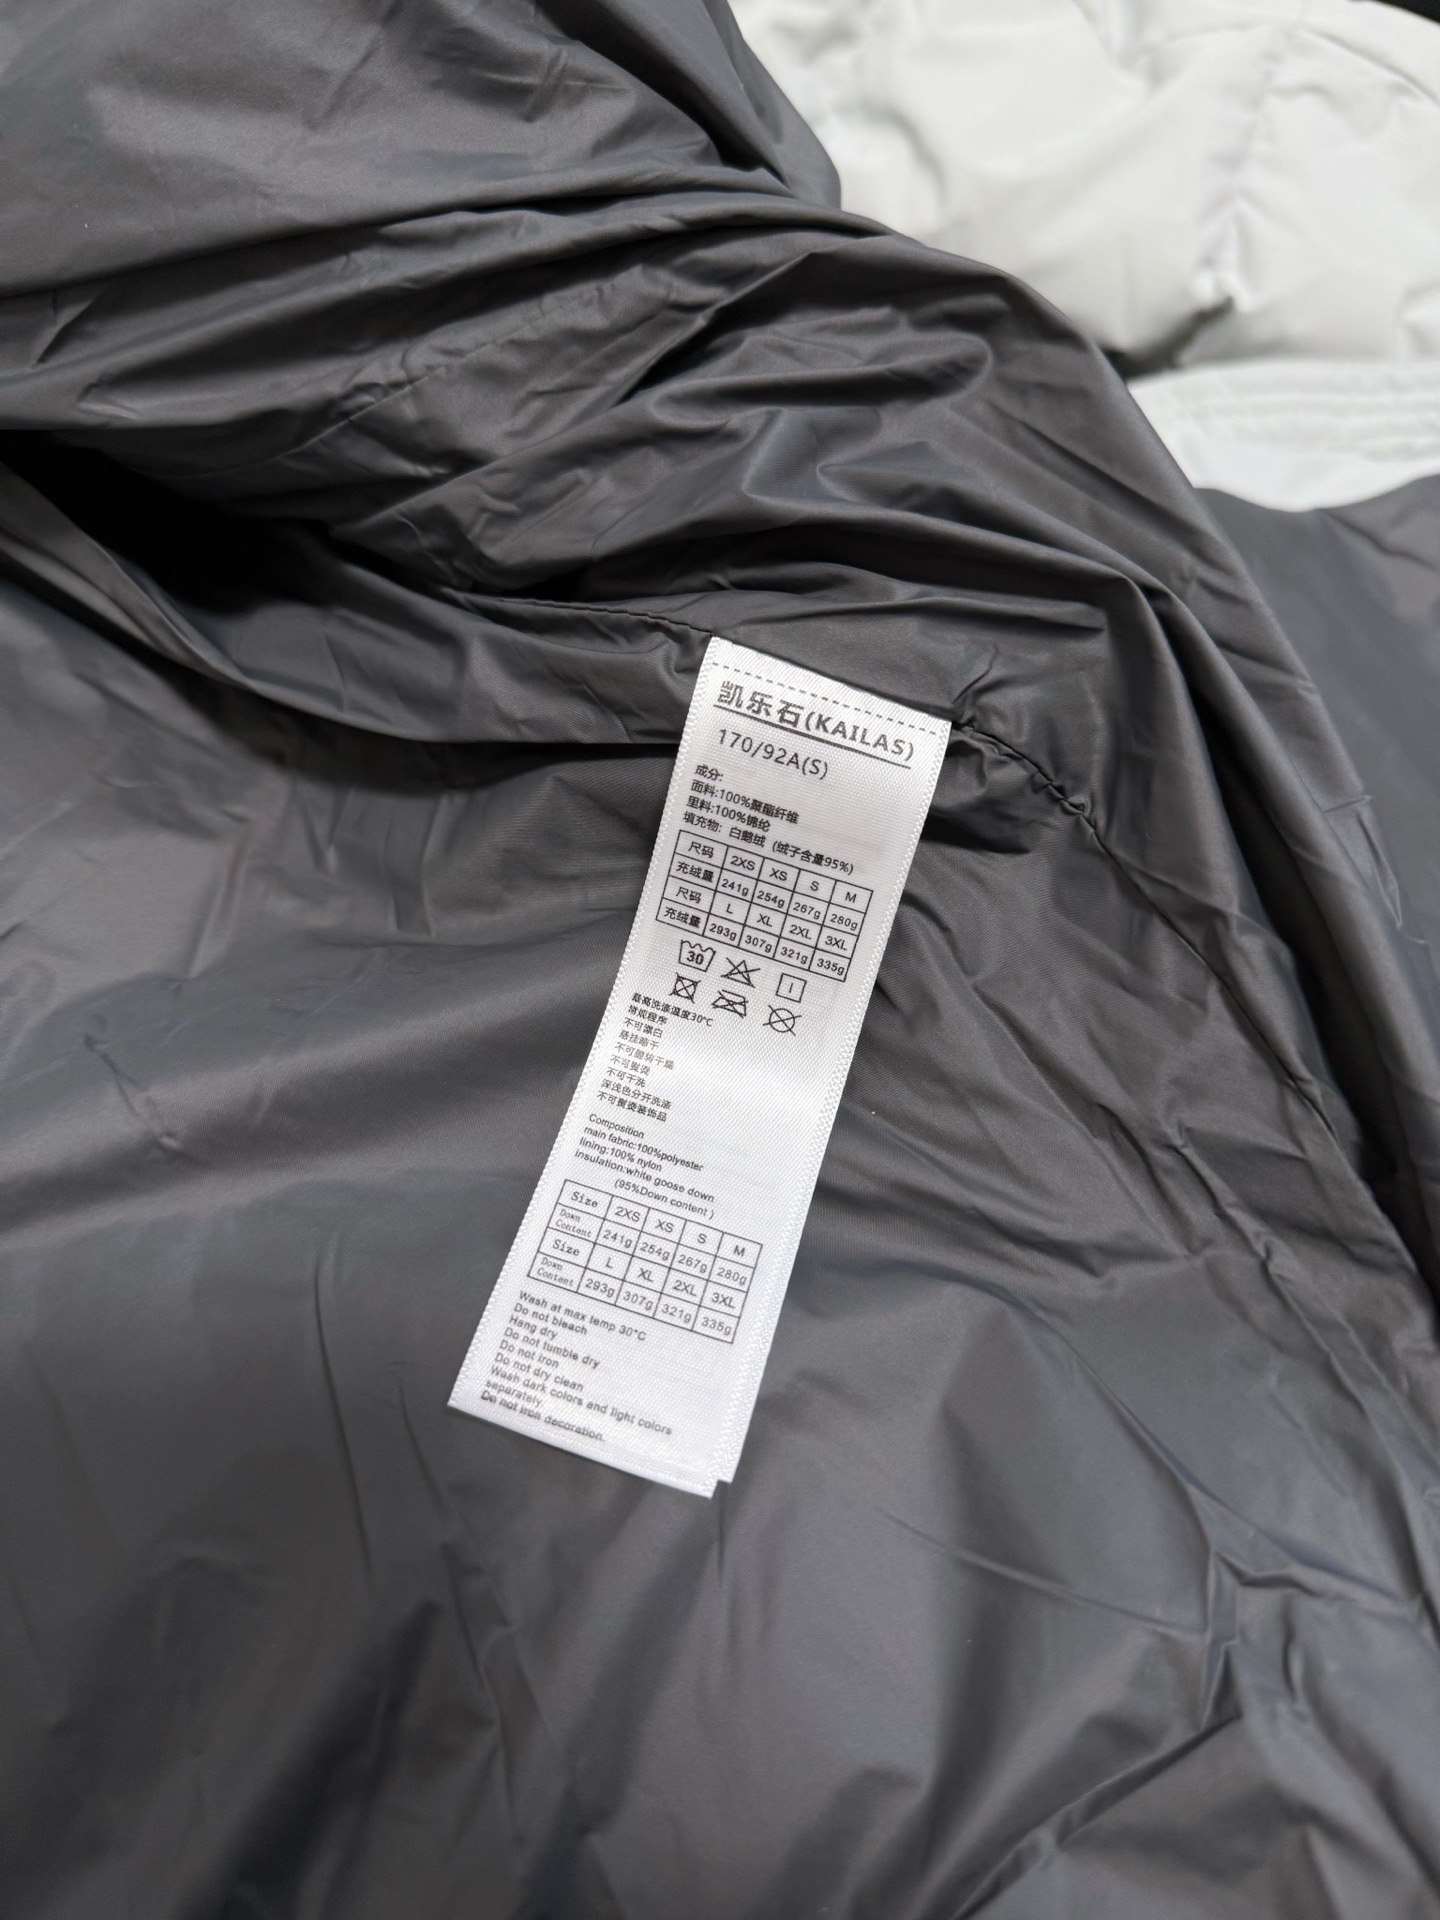 凯乐石(KAILAS)
170/92A(S)
成分:
面料:100%聚酯纤维
里料:100%锦纶
填充物: 白鹅绒 (绒子含量95%)
尺码 2XS XS S M
充绒量 241g 254g 267g 280g
尺码 L XL 2XL 3XL
充绒量 293g 307g 321g 335g
30
最高洗涤温度30℃
常规程序
不可漂白
悬挂晾干
不可翻转干燥
不可熨烫
不可干洗
深浅色分开洗涤
不可熨烫装饰品
Composition
main fabric:100%polyester
lining:100% nylon
insulation:white goose down
(95%Down content )
Size 2XS XS S M
Down Content 241g 254g 267g 280g
Size L XL 2XL 3XL
Down Content 293g 307g 321g 335g
Wash at max temp 30°C
Do not bleach
Hang dry
Do not tumble dry
Do not iron
Do not dry clean
Wash dark colors and light colors
separately.
Do not iron decoration.